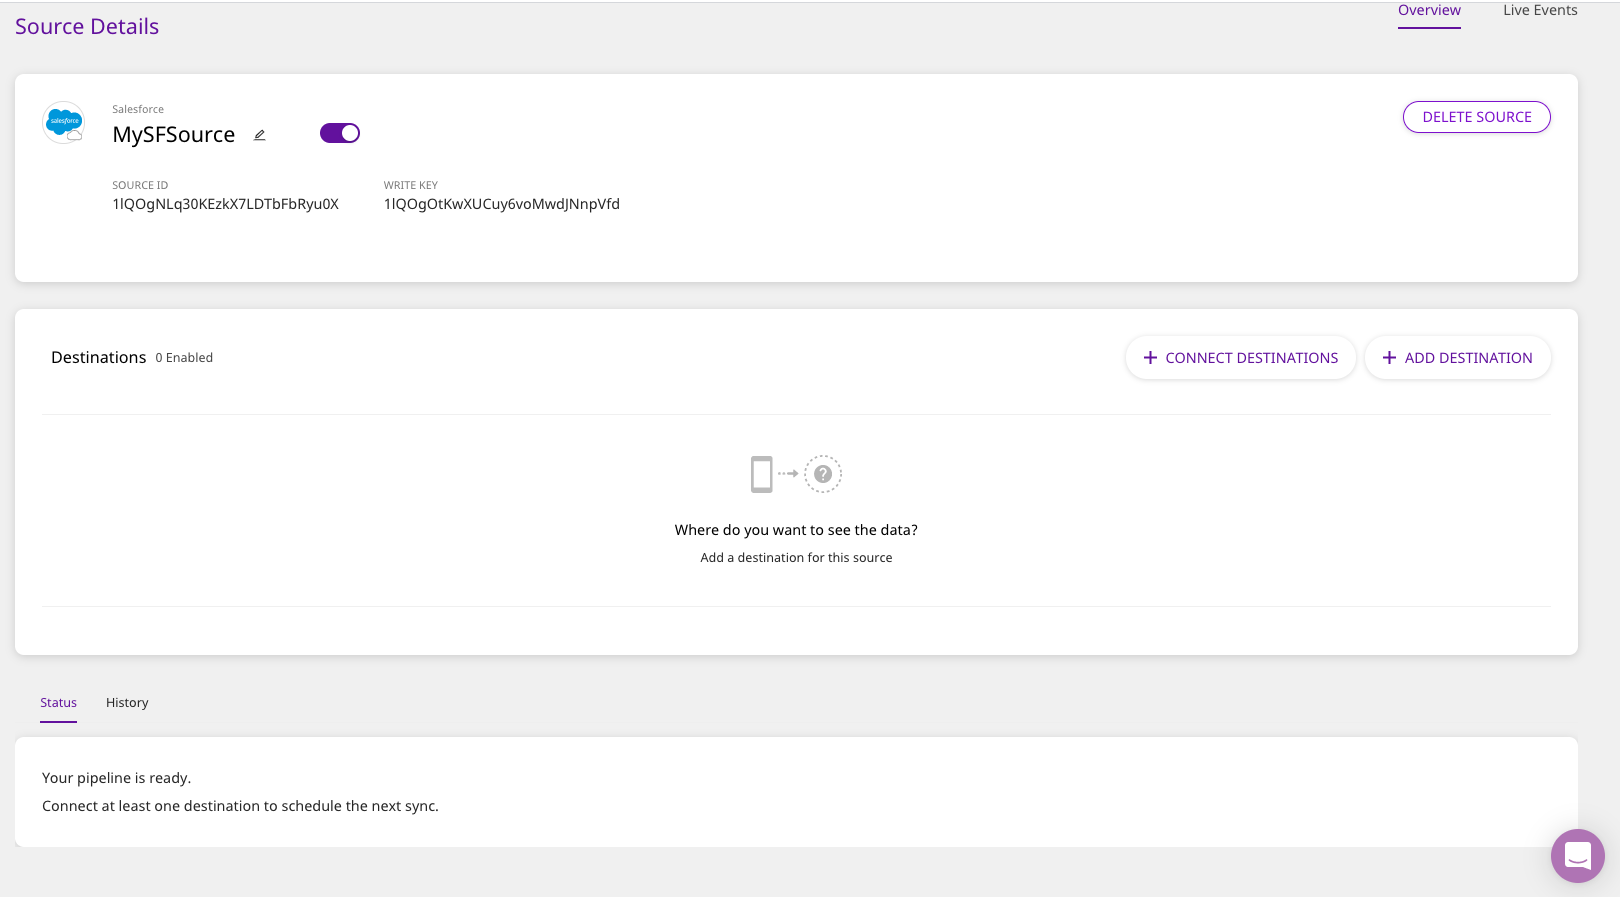 Source Details
Overview
Live Events
salesforce
Salesforce
MySFSource
DELETE SOURCE
SOURCE ID
WRITE KEY
1lQOgNLq30KEzkX7LDTbFbRyu0X
1lQOgOtKwXUCuy6voMwdJNnpVfd
Destinations 0 Enabled
CONNECT DESTINATIONS
ADD DESTINATION
?
Where do you want to see the data?
Add a destination for this source
Status
History
Your pipeline is ready.
Connect at least one destination to schedule the next sync.